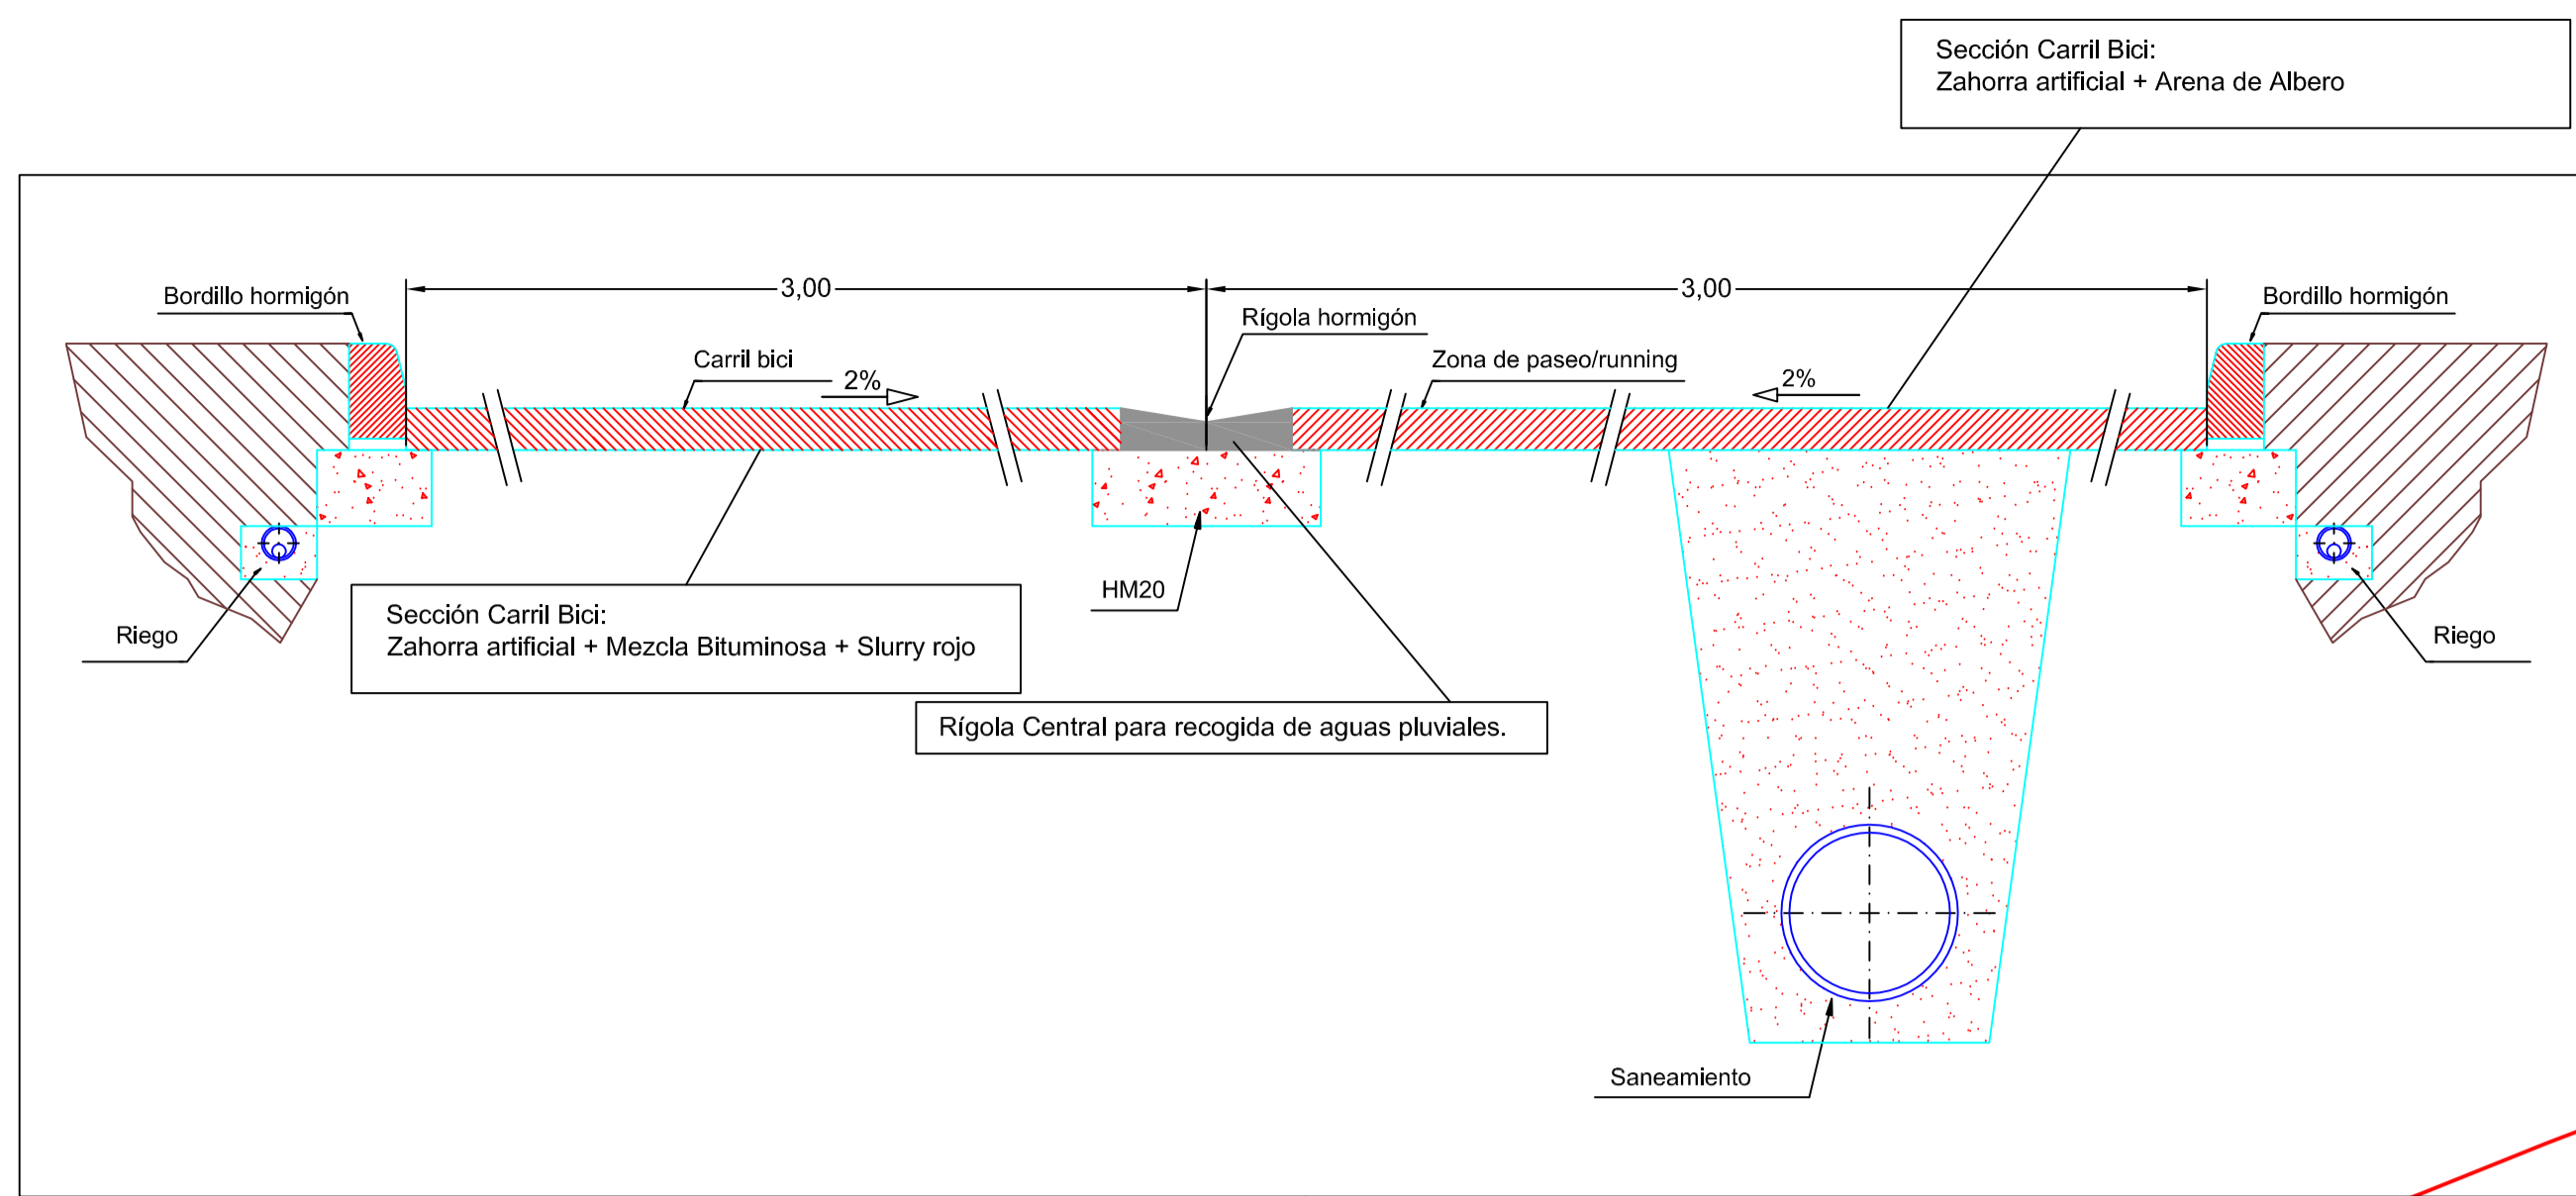 Sección Carril Bici:
Zahorra artificial + Arena de Albero
3,00
3,00
Bordillo hormigón
Bordillo hormigón
Rígola hormigón
Carril bici
2%
Zona de paseo/running
2%
HM20
Sección Carril Bici:
Zahorra artificial + Mezcla Bituminosa + Slurry rojo
Riego
Riego
Rígola Central para recogida de aguas pluviales.
Saneamiento